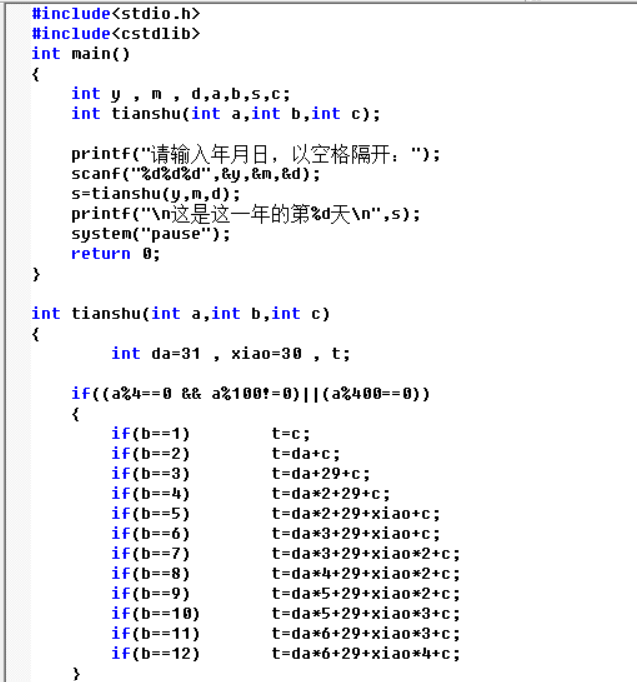 #include<stdio.h>
#include<cstdlib>
int main()
{
int y , m , d,a,b,s,c;
int tianshu(int a,int b,int c);
printf("请输入年月日，以空格隔开：");
scanf("%d%d%d",&y,&m,&d);
s=tianshu(y,m,d);
printf("\n这是这一年的第%d天\n",s);
system("pause");
return 0;
}
int tianshu(int a,int b,int c)
{
int da=31 , xiao=30 , t;
if((a%4==0 && a%100!=0)||(a%400==0))
{
if(b==1) t=c;
if(b==2) t=da+c;
if(b==3) t=da+29+c;
if(b==4) t=da*2+29+c;
if(b==5) t=da*2+29+xiao+c;
if(b==6) t=da*3+29+xiao+c;
if(b==7) t=da*3+29+xiao*2+c;
if(b==8) t=da*4+29+xiao*2+c;
if(b==9) t=da*5+29+xiao*2+c;
if(b==10) t=da*5+29+xiao*3+c;
if(b==11) t=da*6+29+xiao*3+c;
if(b==12) t=da*6+29+xiao*4+c;
}